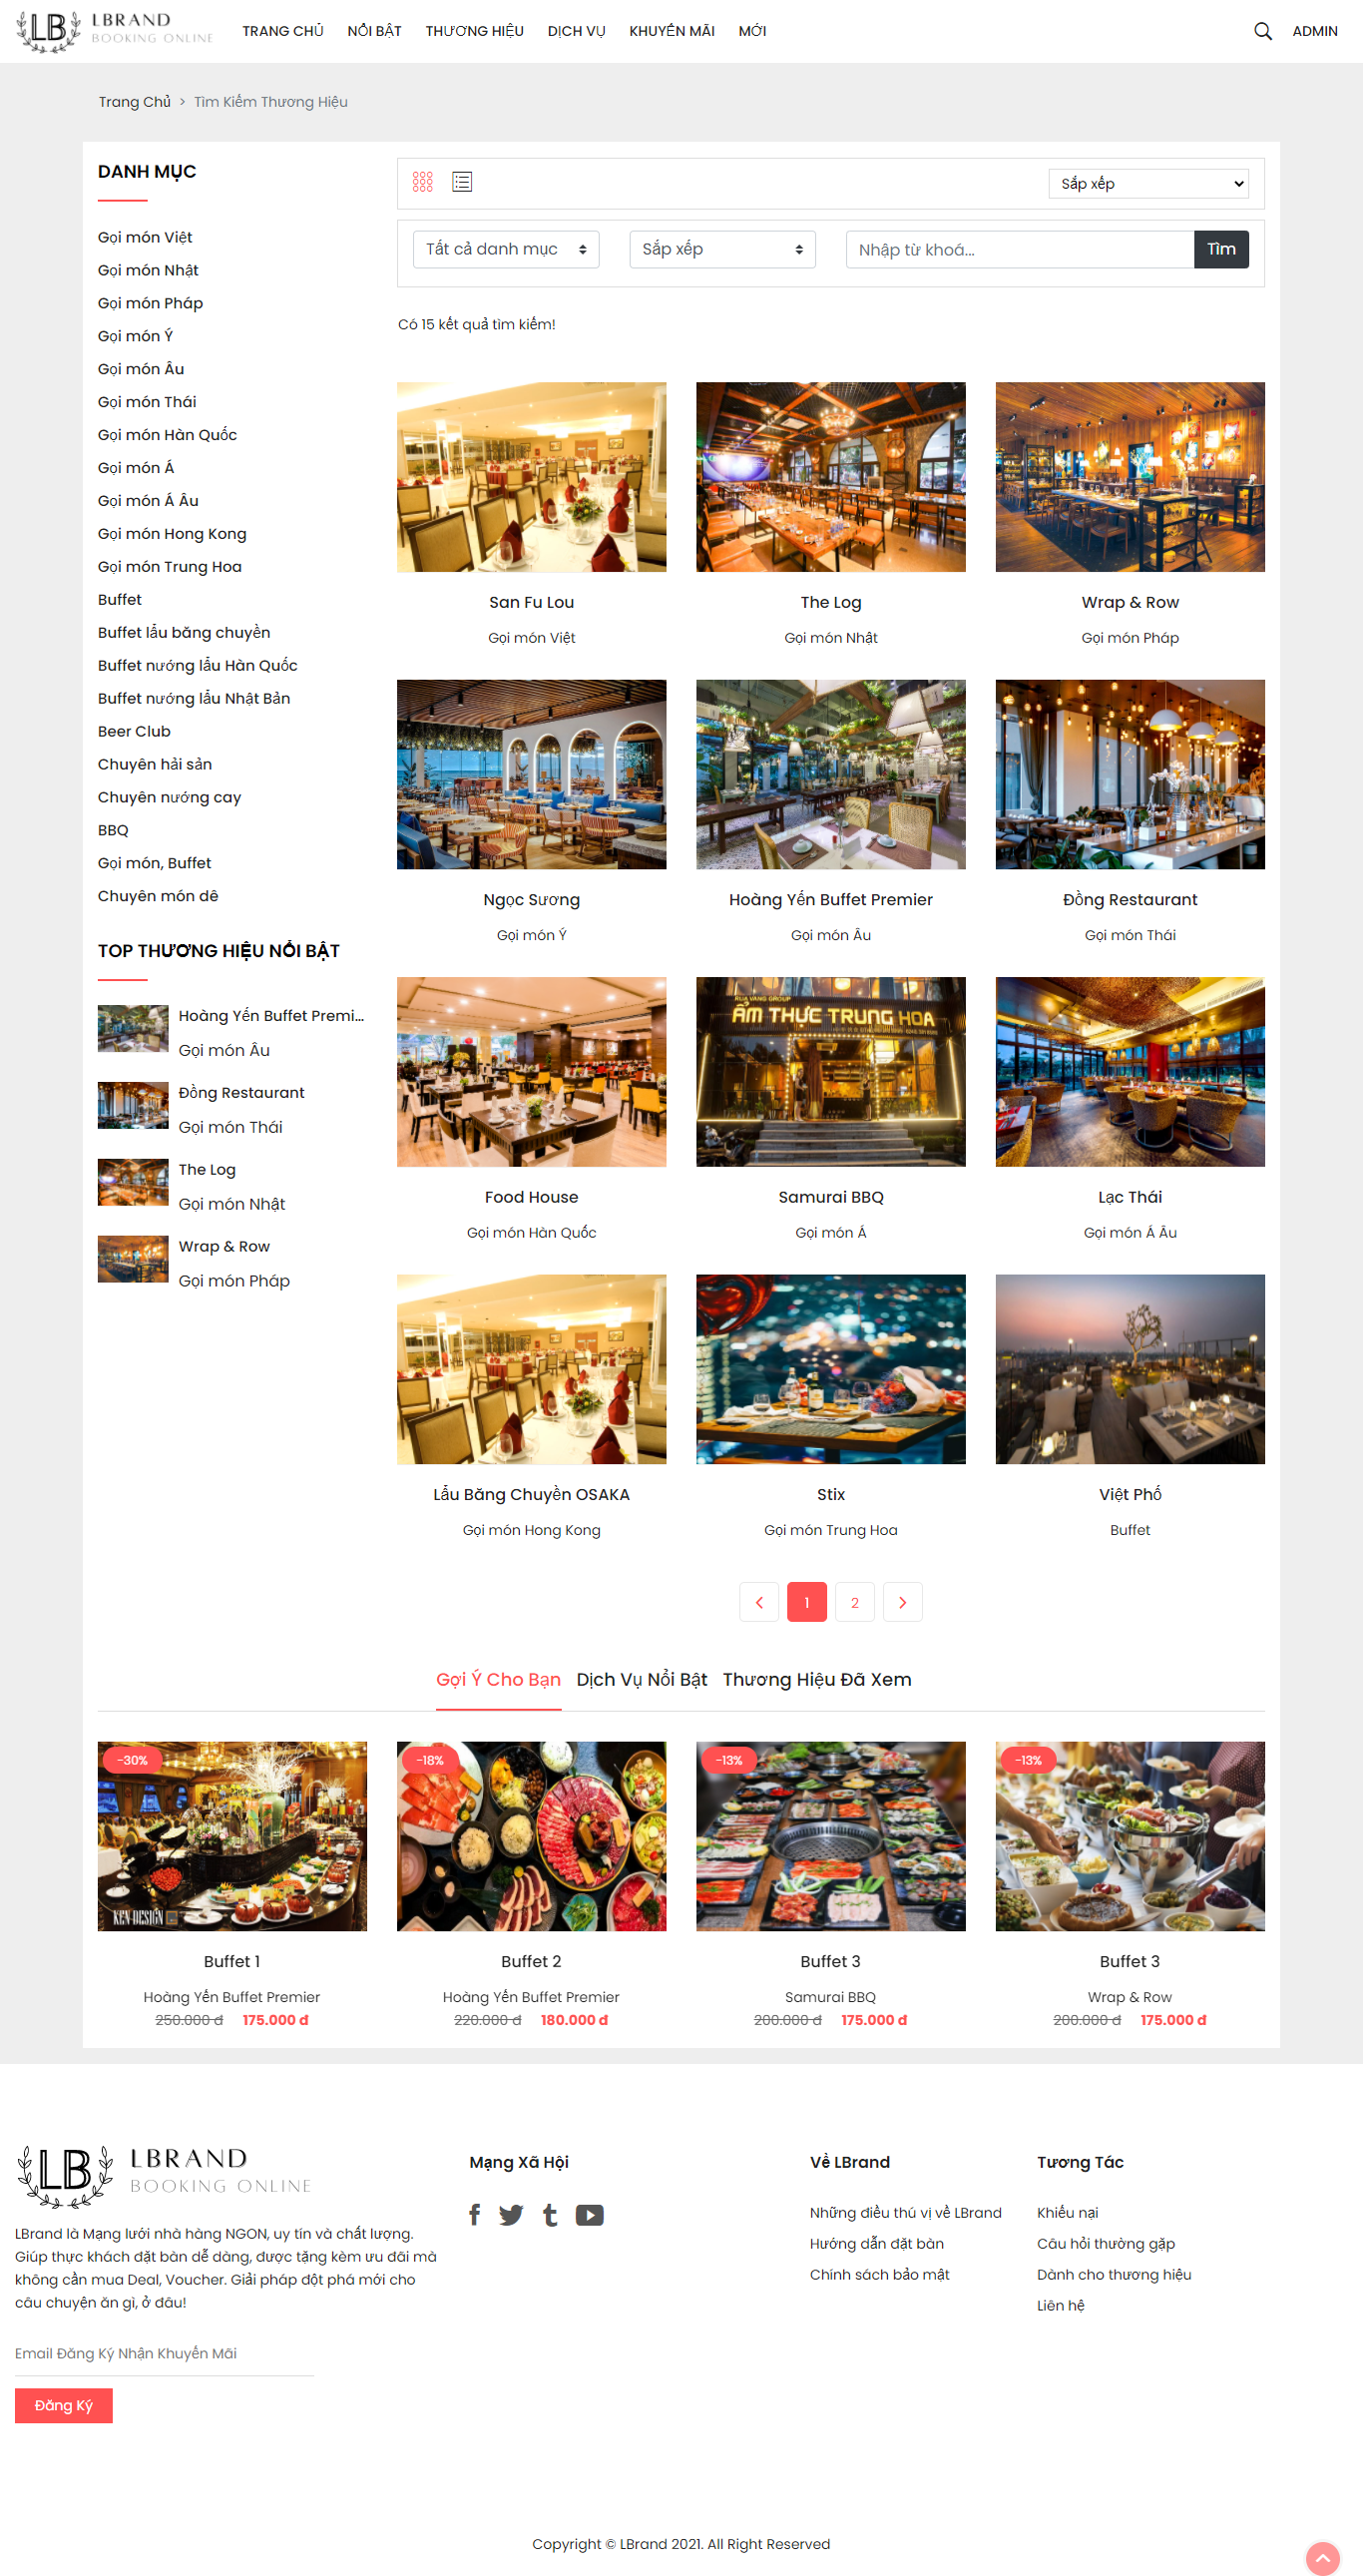 LB LBRAND
BOOKING ONLINE
TRANG CHỦ NỔI BẬT THƯƠNG HIỆU DỊCH VỤ KHUYẾN MÃI MỚI
ADMIN
Trang Chủ > Tìm Kiếm Thương Hiệu
DANH MỤC
Gọi món Việt
Gọi món Nhật
Gọi món Pháp
Gọi món Ý
Gọi món Âu
Gọi món Thái
Gọi món Hàn Quốc
Gọi món Á
Gọi món Á Âu
Gọi món Hong Kong
Gọi món Trung Hoa
Buffet
Buffet lẩu băng chuyền
Buffet nướng lẩu Hàn Quốc
Buffet nướng lẩu Nhật Bản
Beer Club
Chuyên hải sản
Chuyên nướng cay
BBQ
Gọi món, Buffet
Chuyên món dê
TOP THƯƠNG HIỆU NỔI BẬT
Hoàng Yến Buffet Premi...
Gọi món Âu
Đồng Restaurant
Gọi món Thái
The Log
Gọi món Nhật
Wrap & Row
Gọi món Pháp
Sắp xếp
Tất cả danh mục Sắp xếp Nhập từ khoá... Tìm
Có 15 kết quả tìm kiếm!
San Fu Lou The Log Wrap & Row
Gọi món Việt Gọi món Nhật Gọi món Pháp
Ngọc Sương Hoàng Yến Buffet Premier Đồng Restaurant
Gọi món Ý Gọi món Âu Gọi món Thái
RUA VANG GROUP
ẨM THỰC TRUNG HOA
Food House Samurai BBQ Lạc Thái
Gọi món Hàn Quốc Gọi món Á Gọi món Á Âu
Lẩu Băng Chuyền OSAKA Stix Việt Phố
Gọi món Hong Kong Gọi món Trung Hoa Buffet
1 2
Gợi Ý Cho Bạn Dịch Vụ Nổi Bật Thương Hiệu Đã Xem
-30% -18% -13% -13%
KEN DESIGN
Buffet 1 Buffet 2 Buffet 3 Buffet 3
Hoàng Yến Buffet Premier Hoàng Yến Buffet Premier Samurai BBQ Wrap & Row
250.000 đ 175.000 đ 220.000 đ 180.000 đ 200.000 đ 175.000 đ 200.000 đ 175.000 đ
LB LBRAND
BOOKING ONLINE
LBrand là Mạng lưới nhà hàng NGON, uy tín và chất lượng.
Giúp thực khách đặt bàn dễ dàng, được tặng kèm ưu đãi mà
không cần mua Deal, Voucher. Giải pháp đột phá mới cho
câu chuyện ăn gì, ở đâu!
Email Đăng Ký Nhận Khuyến Mãi
Đăng Ký
Mạng Xã Hội
Về LBrand
Những điều thú vị về LBrand
Hướng dẫn đặt bàn
Chính sách bảo mật
Tương Tác
Khiếu nại
Câu hỏi thường gặp
Dành cho thương hiệu
Liên hệ
Copyright © LBrand 2021. All Right Reserved